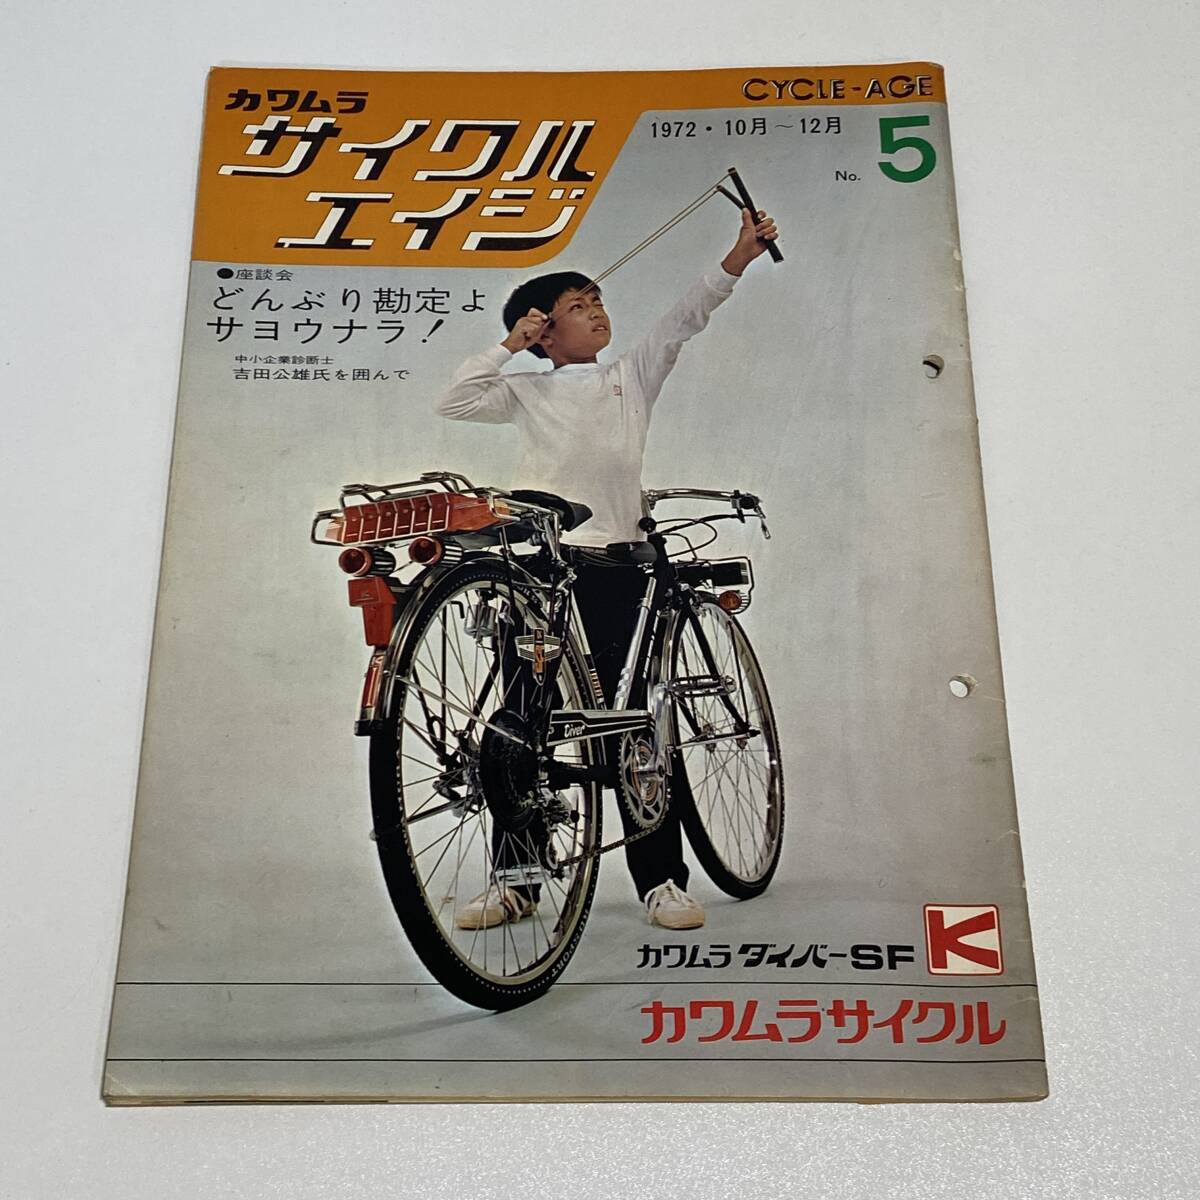 カワムラ
サイクル
エイジ
CYCLE-AGE
1972・10月～12月
No. 5
●座談会
どんぶり勘定よ
サヨウナラ!
中小企業診断士
吉田公雄氏を囲んで
Diver
カワムラ ダイバーSF
K
カワムラサイクル